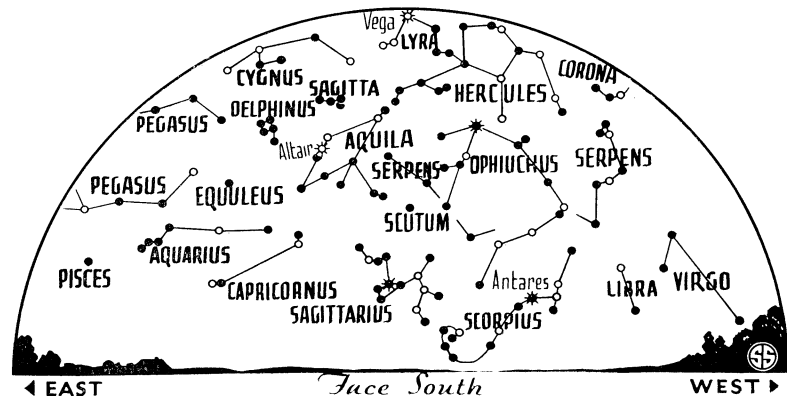 Vega
LYRA
CYGNUS
CORONA
SAGITTA
HERCULES
DELPHINUS
PEGASUS
AQUILA
Altair
SERPENS
OPHIUCHUS
SERPENS
PEGASUS
EQUULEUS
SCUTUM
AQUARIUS
PISCES
Antares
CAPRICORNUS
LIBRA
VIRGO
SAGITTARIUS
SCORPIUS
SS
EAST
Face South
WEST